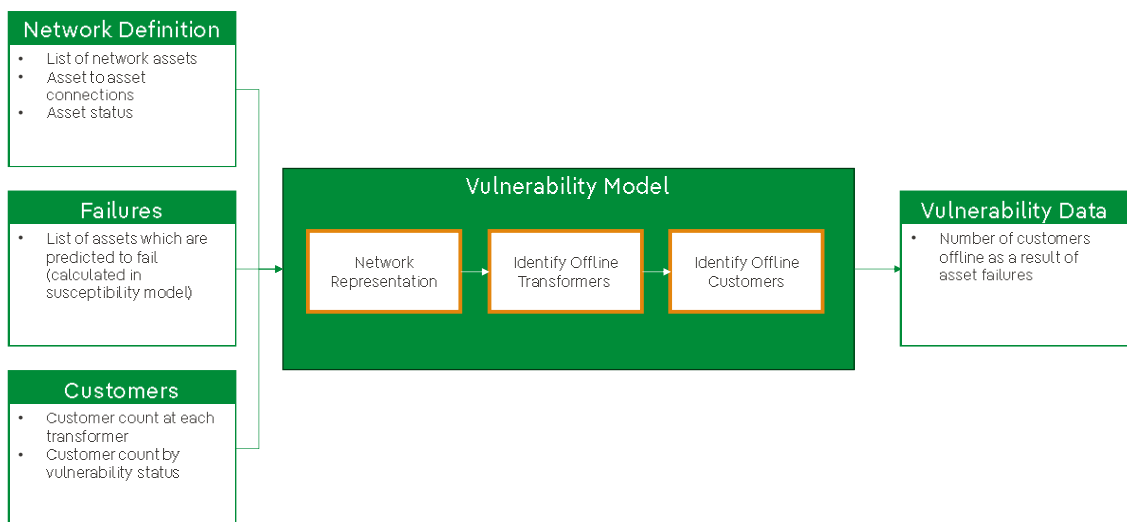 Network Definition
• List of network assets
• Asset to asset
connections
• Asset status
Failures
• List of assets which are
predicted to fail
(calculated in
susceptibility model)
Customers
• Customer count at each
transformer
• Customer count by
vulnerability status
Vulnerability Model
Network
Representation
Identify Offline
Transformers
Identify Offline
Customers
Vulnerability Data
• Number of customers
offline as a result of
asset failures